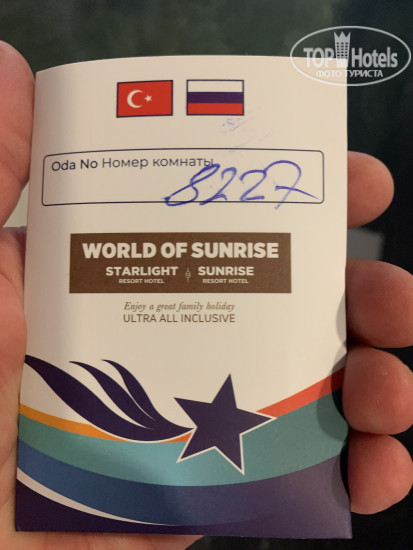 TOP Hotels
ФОТО ТУРИСТА
Oda No Номер комнаты
8227
WORLD OF SUNRISE
STARLIGHT SUNRISE
RESORT HOTEL RESORT HOTEL
Enjoy a great family holiday
ULTRA ALL INCLUSIVE